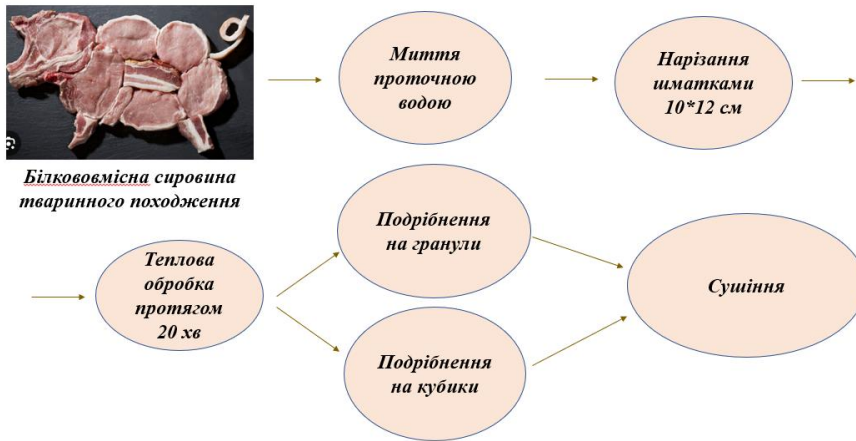 Миття
проточною
водою
Нарізання
шматками
10*12 см
Білкововмісна сировина
тваринного походження
Теплова
обробка
протягом
20 хв
Подрібнення
на гранули
Подрібнення
на кубики
Сушіння